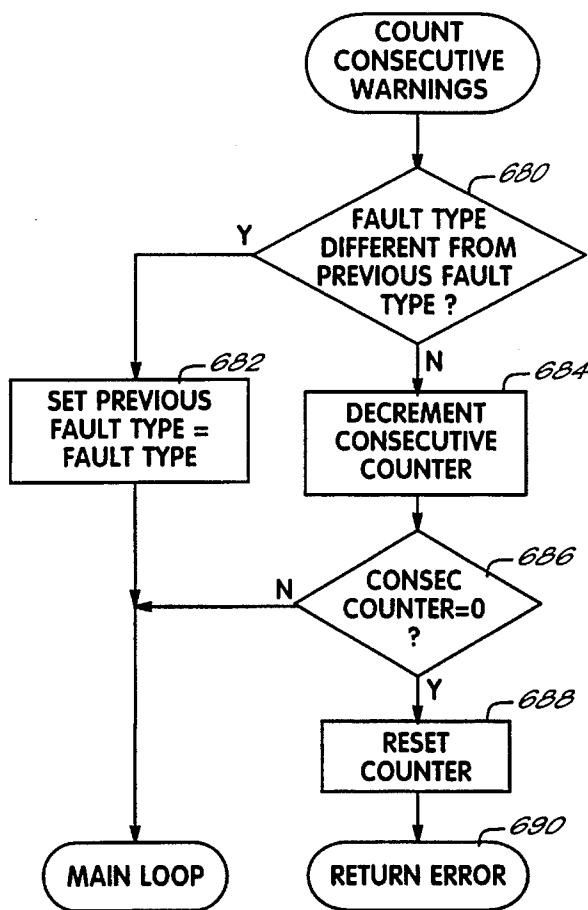 COUNT
CONSECUTIVE
WARNINGS
680
FAULT TYPE
DIFFERENT FROM
PREVIOUS FAULT
TYPE ?
Y
N
682
SET PREVIOUS
FAULT TYPE =
FAULT TYPE
684
DECREMENT
CONSECUTIVE
COUNTER
686
CONSEC
COUNTER=0
?
N
Y
688
RESET
COUNTER
690
MAIN LOOP
RETURN ERROR